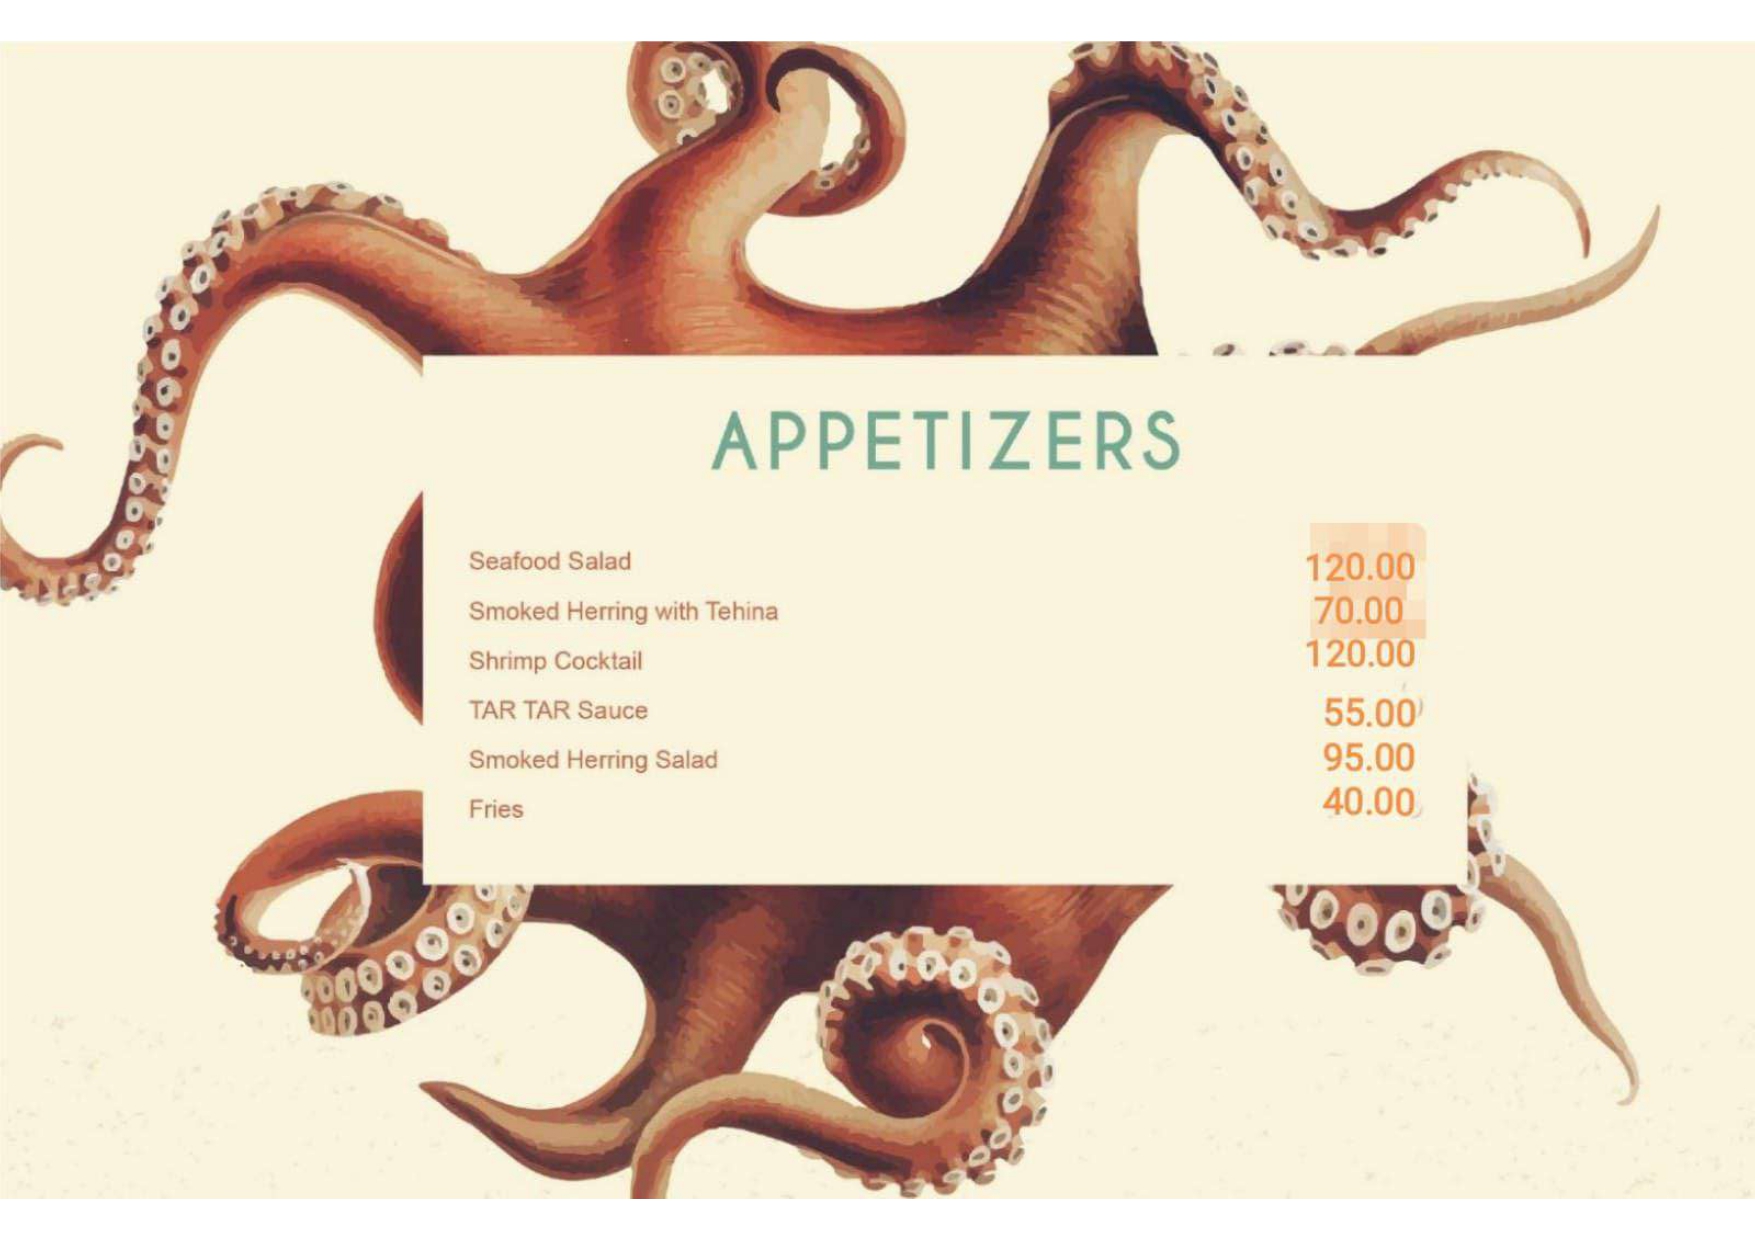 APPETIZERS
Seafood Salad 120.00
Smoked Herring with Tehina 70.00
Shrimp Cocktail 120.00
TAR TAR Sauce 55.00
Smoked Herring Salad 95.00
Fries 40.00